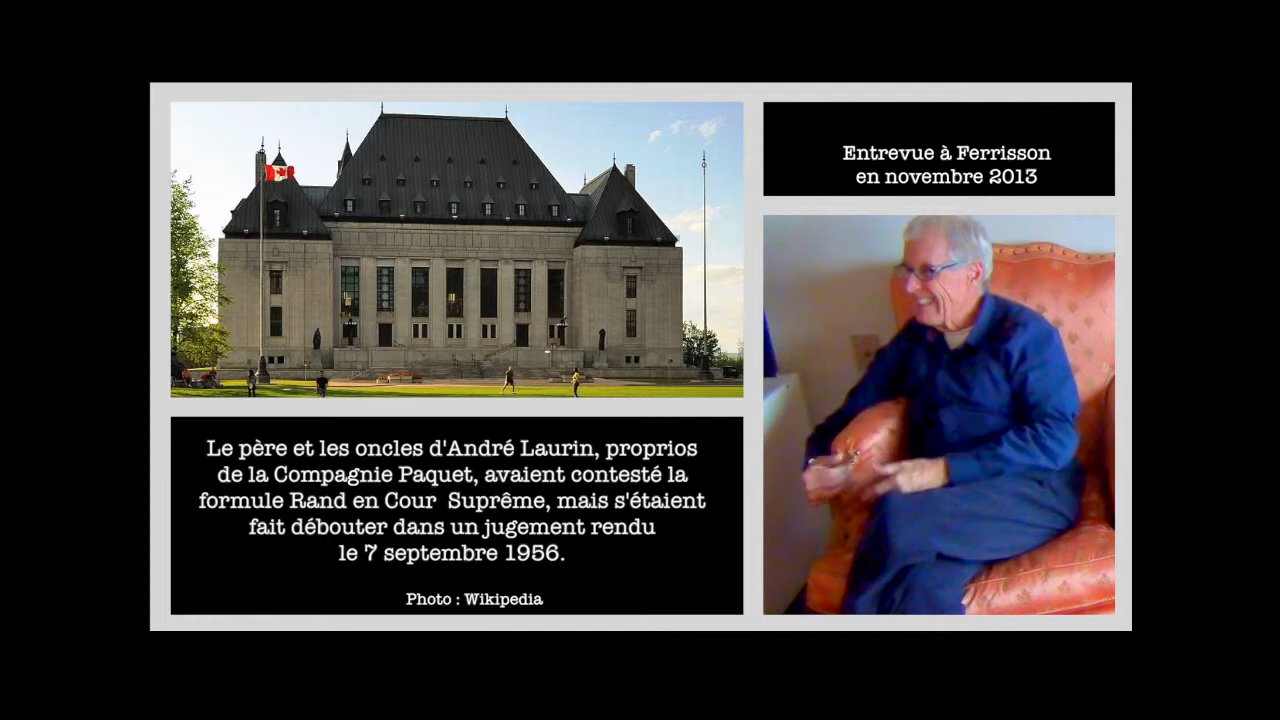 Entrevue à Ferrisson
en novembre 2013
Le père et les oncles d'André Laurin, proprios
de la Compagnie Paquet, avaient contesté la
formule Rand en Cour  Suprême, mais s'étaient
fait débouter dans un jugement rendu
le 7 septembre 1956.
Photo : Wikipedia